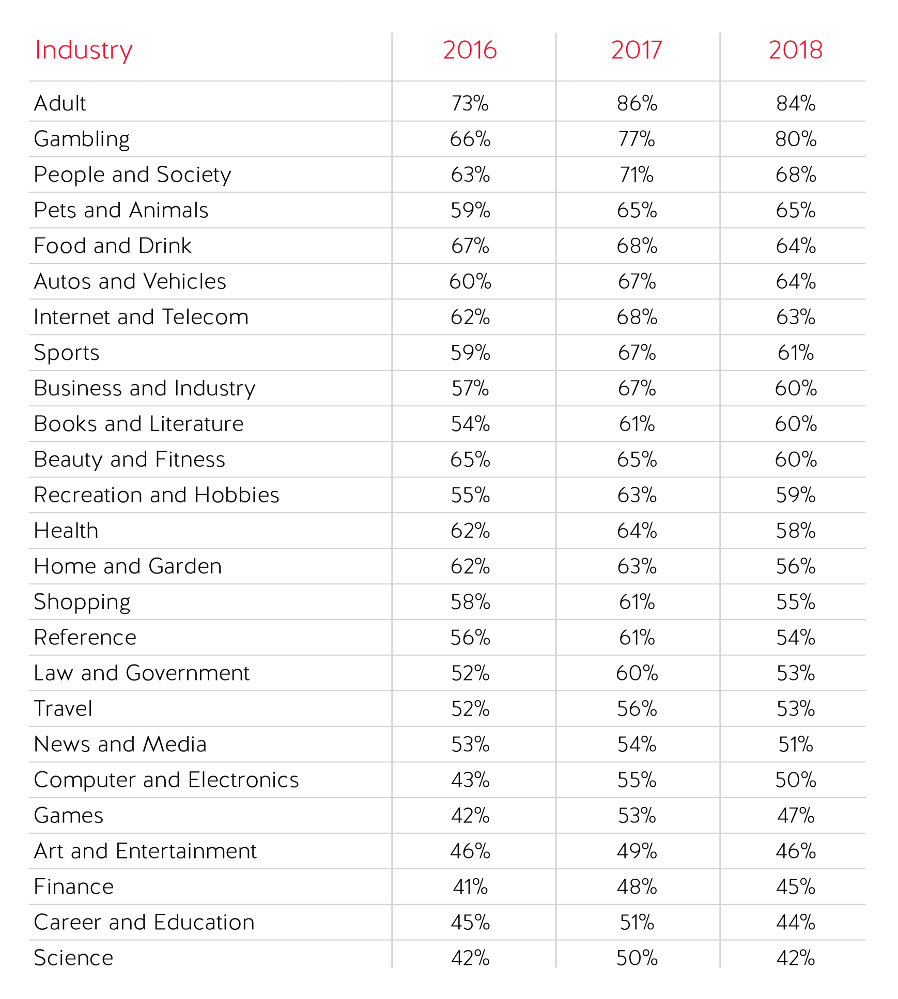 Industry 2016 2017 2018
Adult 73% 86% 84%
Gambling 66% 77% 80%
People and Society 63% 71% 68%
Pets and Animals 59% 65% 65%
Food and Drink 67% 68% 64%
Autos and Vehicles 60% 67% 64%
Internet and Telecom 62% 68% 63%
Sports 59% 67% 61%
Business and Industry 57% 67% 60%
Books and Literature 54% 61% 60%
Beauty and Fitness 65% 65% 60%
Recreation and Hobbies 55% 63% 59%
Health 62% 64% 58%
Home and Garden 62% 63% 56%
Shopping 58% 61% 55%
Reference 56% 61% 54%
Law and Government 52% 60% 53%
Travel 52% 56% 53%
News and Media 53% 54% 51%
Computer and Electronics 43% 55% 50%
Games 42% 53% 47%
Art and Entertainment 46% 49% 46%
Finance 41% 48% 45%
Career and Education 45% 51% 44%
Science 42% 50% 42%